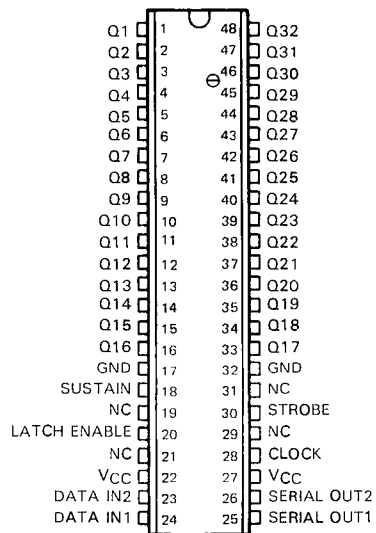 Q1 1 48 Q32
Q2 2 47 Q31
Q3 3 46 Q30
Q4 4 45 Q29
Q5 5 44 Q28
Q6 6 43 Q27
Q7 7 42 Q26
Q8 8 41 Q25
Q9 9 40 Q24
Q10 10 39 Q23
Q11 11 38 Q22
Q12 12 37 Q21
Q13 13 36 Q20
Q14 14 35 Q19
Q15 15 34 Q18
Q16 16 33 Q17
GND 17 32 GND
SUSTAIN 18 31 NC
NC 19 30 STROBE
LATCH ENABLE 20 29 NC
NC 21 28 CLOCK
VCC 22 27 VCC
DATA IN2 23 26 SERIAL OUT2
DATA IN1 24 25 SERIAL OUT1